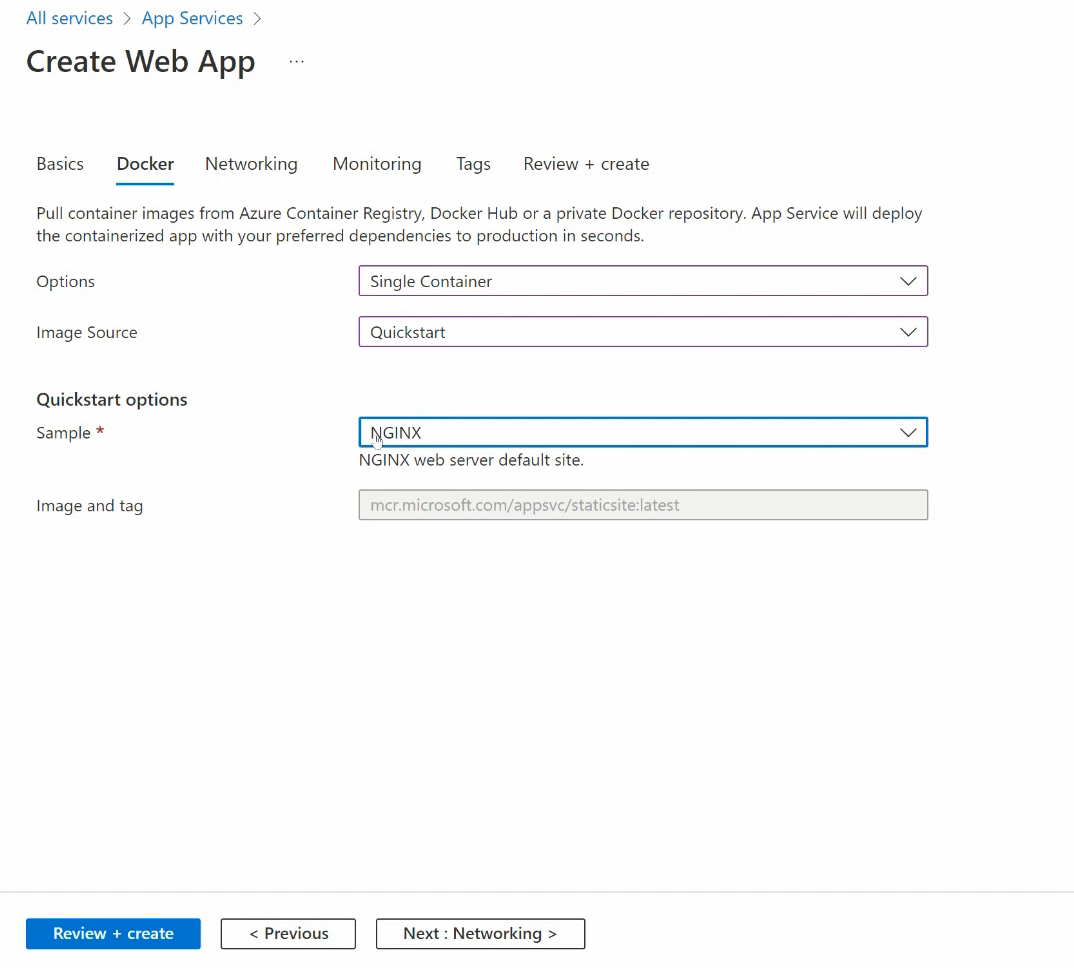 All services > App Services >
Create Web App ...
Basics Docker Networking Monitoring Tags Review + create
Pull container images from Azure Container Registry, Docker Hub or a private Docker repository. App Service will deploy
the containerized app with your preferred dependencies to production in seconds.
Options Single Container
Image Source Quickstart
Quickstart options
Sample * NGINX
NGINX web server default site.
Image and tag mcr.microsoft.com/appsvc/staticsite:latest
Review + create < Previous Next : Networking >